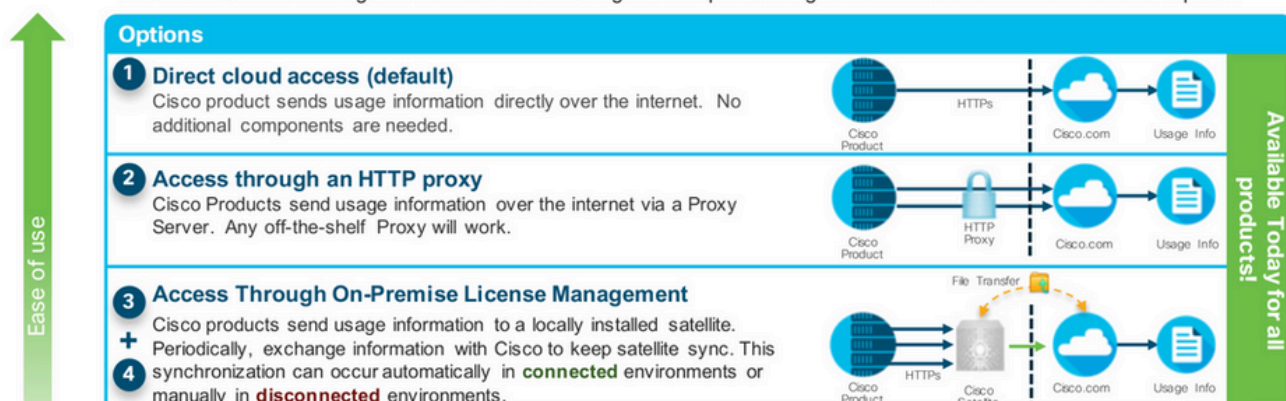 Options
1 Direct cloud access (default)
Cisco product sends usage information directly over the internet. No
additional components are needed.
HTTPs
Cisco
Product
Cisco.com
Usage Info
2 Access through an HTTP proxy
Cisco Products send usage information over the internet via a Proxy
Server. Any off-the-shelf Proxy will work.
HTTP
Proxy
Cisco
Product
Cisco.com
Usage Info
3 Access Through On-Premise License Management
+
4
Cisco products send usage information to a locally installed satellite.
Periodically, exchange information with Cisco to keep satellite sync. This
synchronization can occur automatically in connected environments or
manually in disconnected environments.
File Transfer
HTTPs
Cisco
Product
Cisco
Cisco.com
Usage Info
Ease of use
Available Today for all
products!